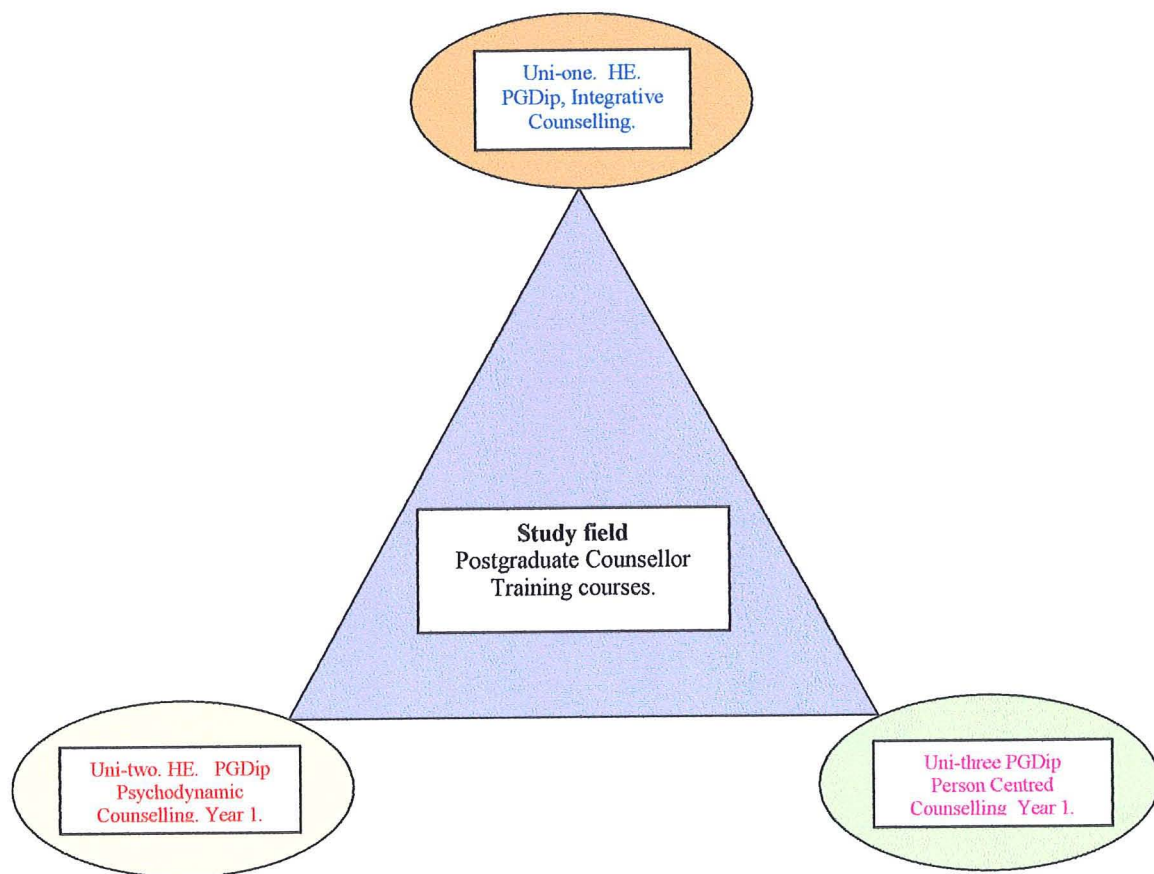 Uni-one. HE.
PGDip, Integrative
Counselling.
Study field
Postgraduate Counsellor
Training courses.
Uni-two. HE. PGDip
Psychodynamic
Counselling. Year 1.
Uni-three PGDip
Person Centred
Counselling Year 1.